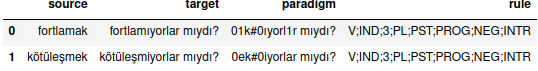 source target paradigm rule
0 fortlamak fortlamıyorlar mıydı? 01k#0ıyorl1r mıydı? V;IND;3;PL;PST;PROG;NEG;INTR
1 kötüleşmek kötüleşmiyorlar mıydı? 0ek#0iyorlar mıydı? V;IND;3;PL;PST;PROG;NEG;INTR